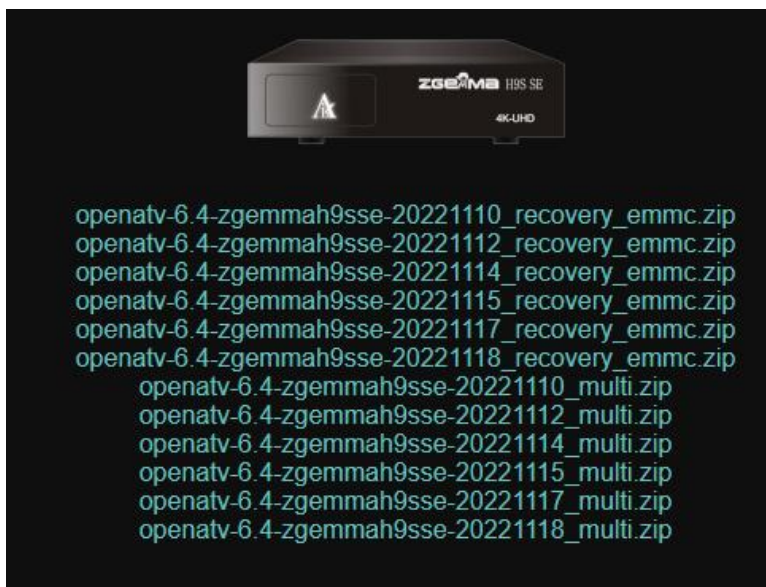 ZGEMMA H9S SE
4K-UHD
openatv-6.4-zgemmah9sse-20221110_recovery_emmc.zip
openatv-6.4-zgemmah9sse-20221112_recovery_emmc.zip
openatv-6.4-zgemmah9sse-20221114_recovery_emmc.zip
openatv-6.4-zgemmah9sse-20221115_recovery_emmc.zip
openatv-6.4-zgemmah9sse-20221117_recovery_emmc.zip
openatv-6.4-zgemmah9sse-20221118_recovery_emmc.zip
openatv-6.4-zgemmah9sse-20221110_multi.zip
openatv-6.4-zgemmah9sse-20221112_multi.zip
openatv-6.4-zgemmah9sse-20221114_multi.zip
openatv-6.4-zgemmah9sse-20221115_multi.zip
openatv-6.4-zgemmah9sse-20221117_multi.zip
openatv-6.4-zgemmah9sse-20221118_multi.zip